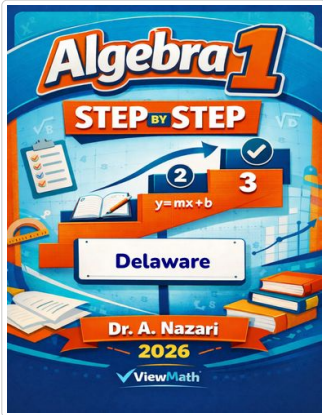 Algebra 1
STEP BY STEP
2
3
y=mx+b
Delaware
Dr. A. Nazari
2026
ViewMath